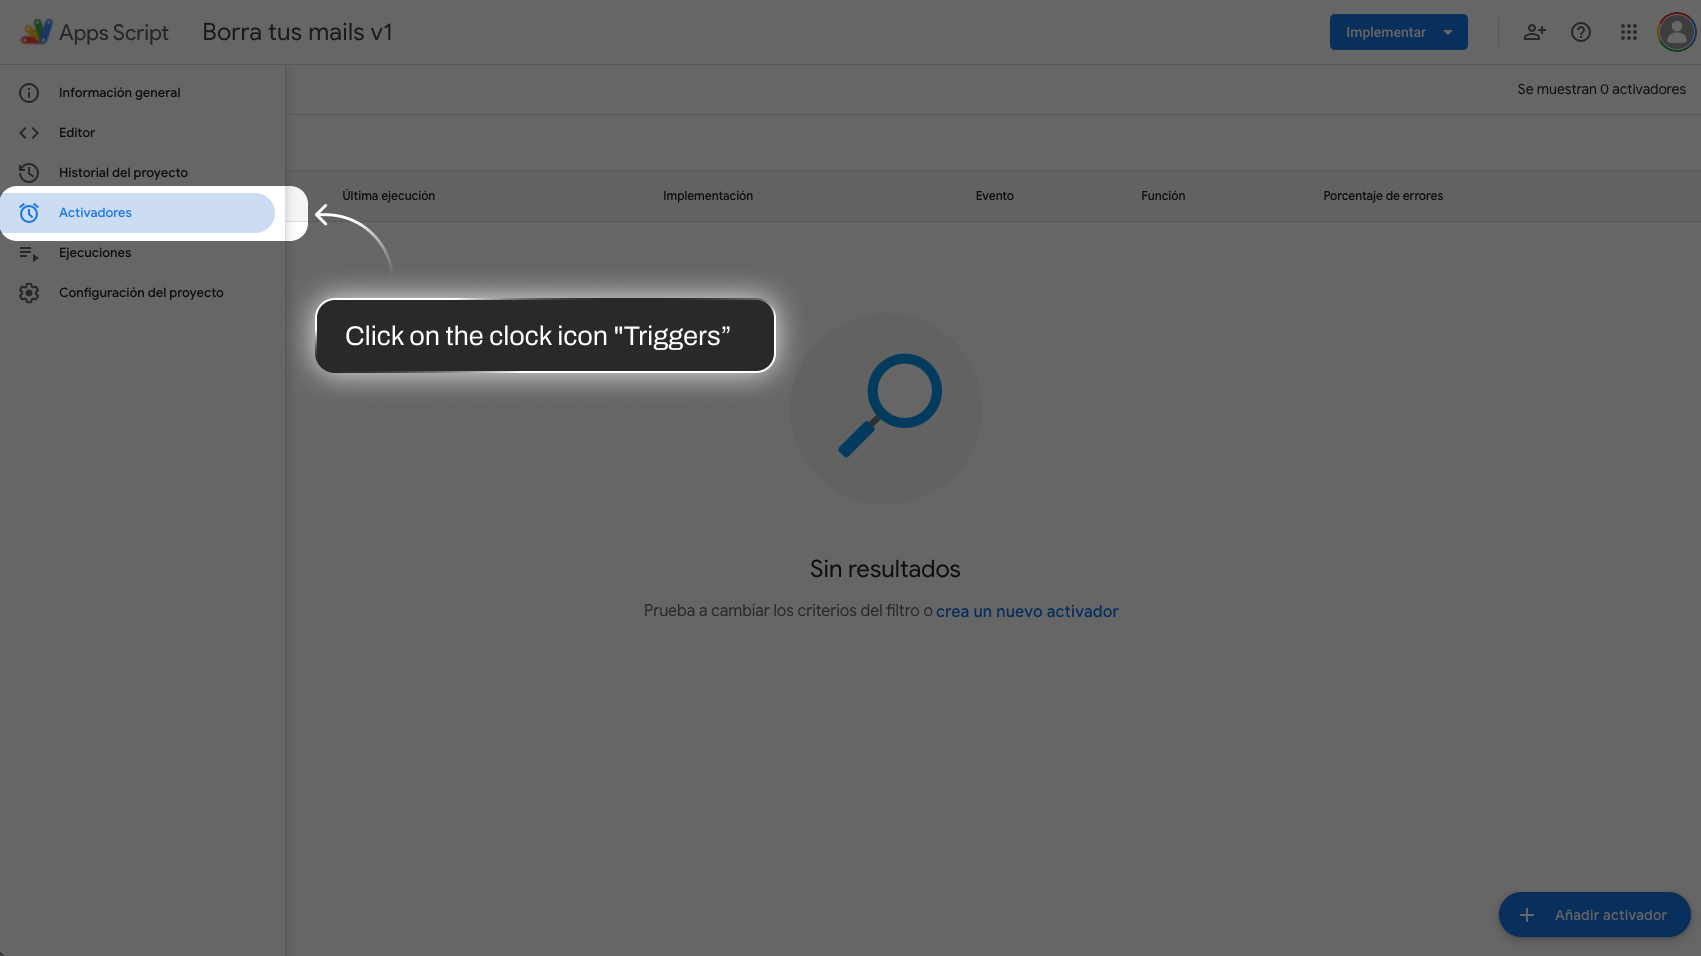 Apps Script
Borra tus mails v1
Implementar
Información general
Se muestran 0 activadores
Editor
Historial del proyecto
Última ejecución
Implementación
Evento
Función
Porcentaje de errores
Activadores
Ejecuciones
Configuración del proyecto
Click on the clock icon "Triggers”
Sin resultados
Prueba a cambiar los criterios del filtro o crea un nuevo activador
Añadir activador